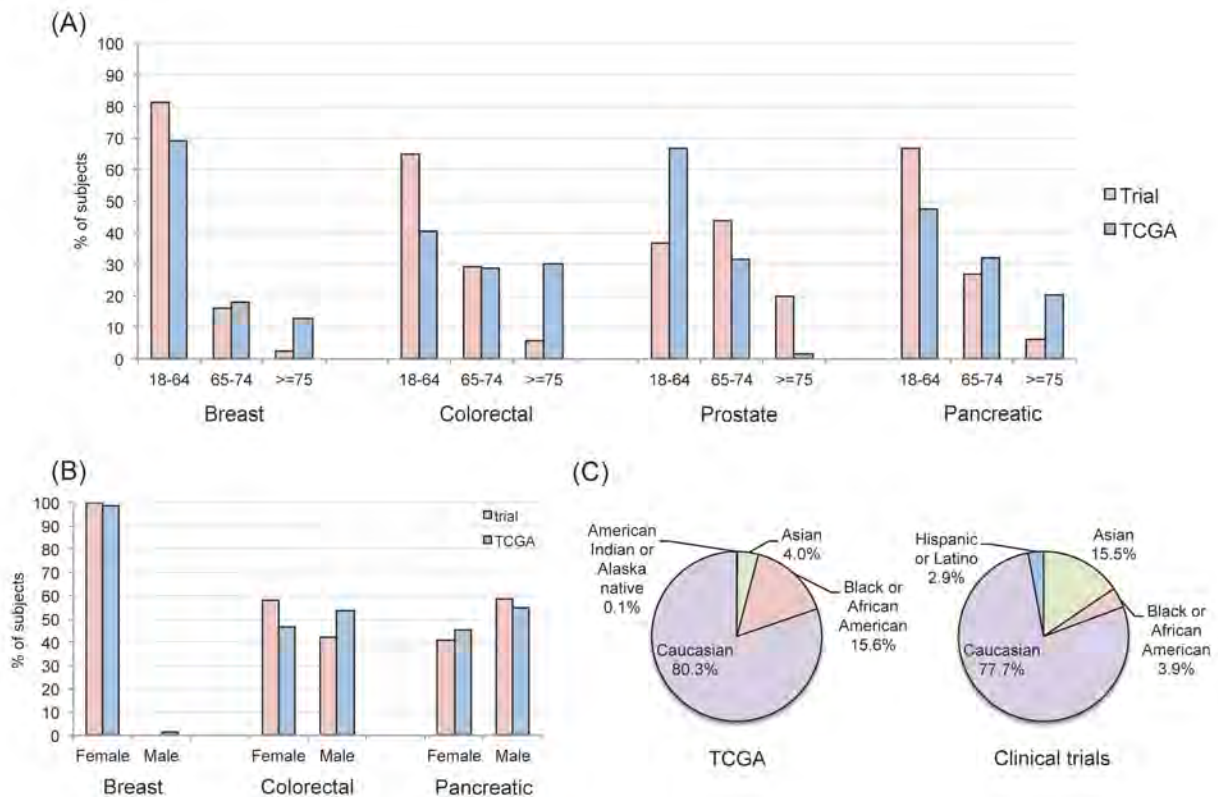 (A)
100
90
80
70
60
50
40
30
20
10
0
% of subjects
18-64 65-74 >=75 18-64 65-74 >=75 18-64 65-74 >=75 18-64 65-74 >=75
Breast Colorectal Prostate Pancreatic
Trial
TCGA
(B)
100
90
80
70
60
50
40
30
20
10
0
% of subjects
trial
TCGA
Female Male Female Male Female Male
Breast Colorectal Pancreatic
(C)
American
Indian or
Alaska
native
0.1%
Asian
4.0%
Black or
African
American
15.6%
Caucasian
80.3%
TCGA
Hispanic
or Latino
2.9%
Asian
15.5%
Black or
African
American
3.9%
Caucasian
77.7%
Clinical trials